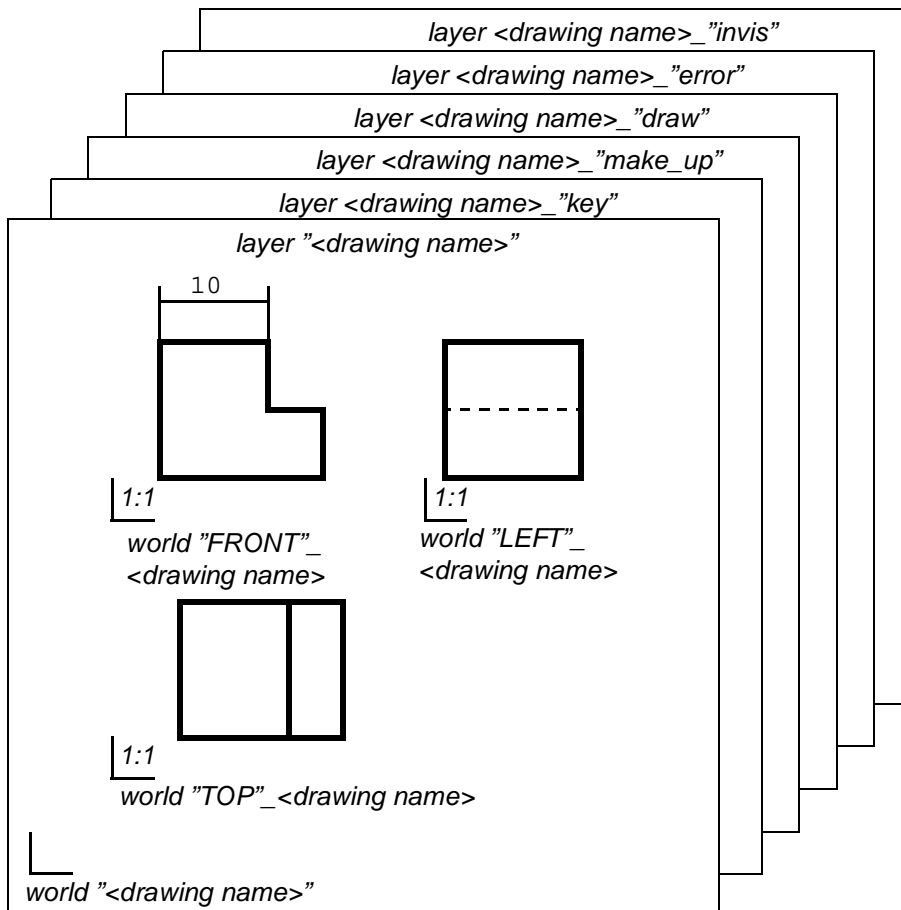 layer <drawing name>_”invis”
layer <drawing name>_”error”
layer <drawing name>_”draw”
layer <drawing name>_”make_up”
layer <drawing name>_”key”
layer ”<drawing name>”
10
1:1
1:1
world ”FRONT”_
<drawing name>
world ”LEFT”_
<drawing name>
1:1
world ”TOP”_<drawing name>
world ”<drawing name>”